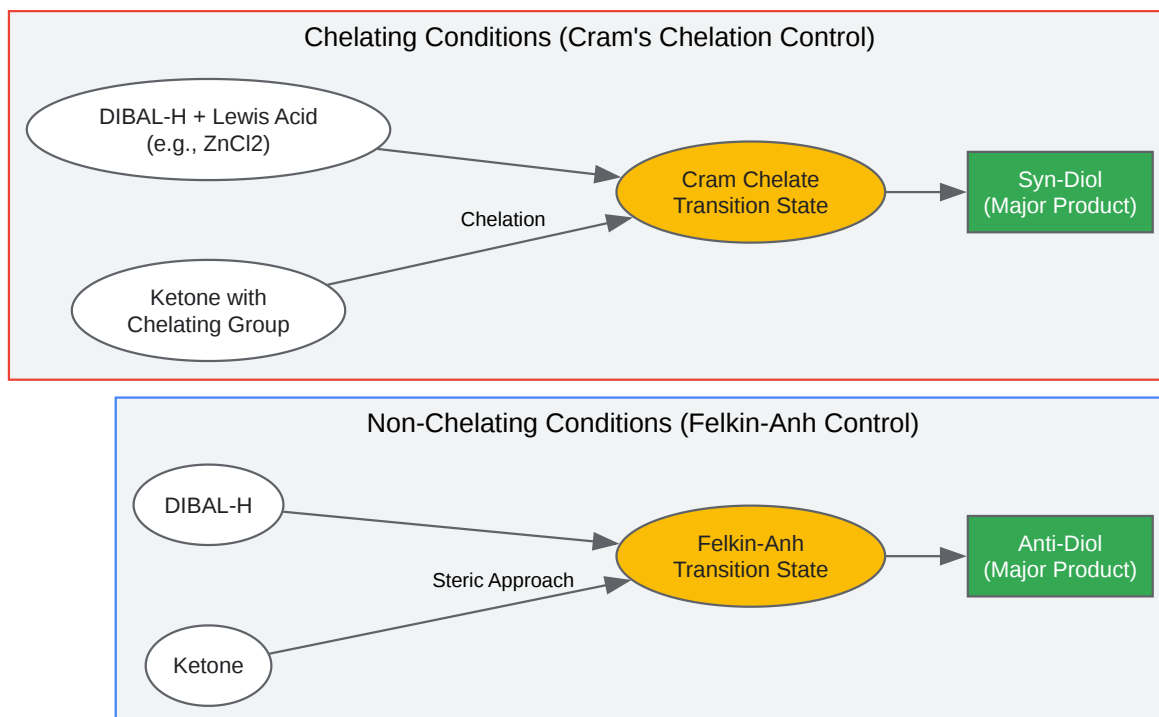 Chelating Conditions (Cram's Chelation Control)
DIBAL-H + Lewis Acid
(e.g., ZnCl2)
Chelation
Ketone with
Chelating Group
Cram Chelate
Transition State
Syn-Diol
(Major Product)
Non-Chelating Conditions (Felkin-Anh Control)
DIBAL-H
Steric Approach
Ketone
Felkin-Anh
Transition State
Anti-Diol
(Major Product)